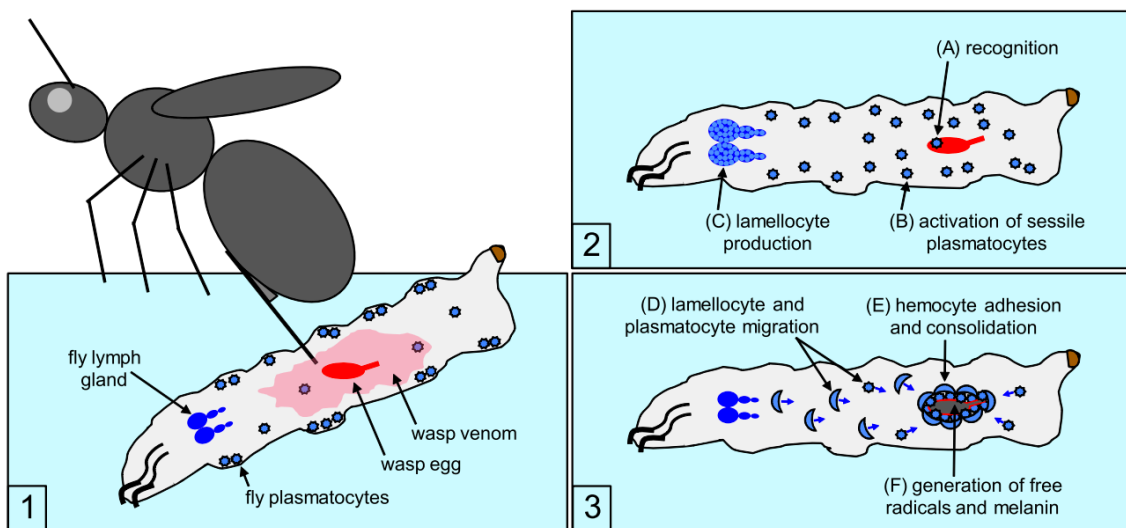 fly lymph
gland
wasp venom
wasp egg
fly plasmatocytes
1
(A) recognition
(C) lamellocyte
production
(B) activation of sessile
plasmatocytes
2
(D) lamellocyte and
plasmatocyte migration
(E) hemocyte adhesion
and consolidation
(F) generation of free
radicals and melanin
3